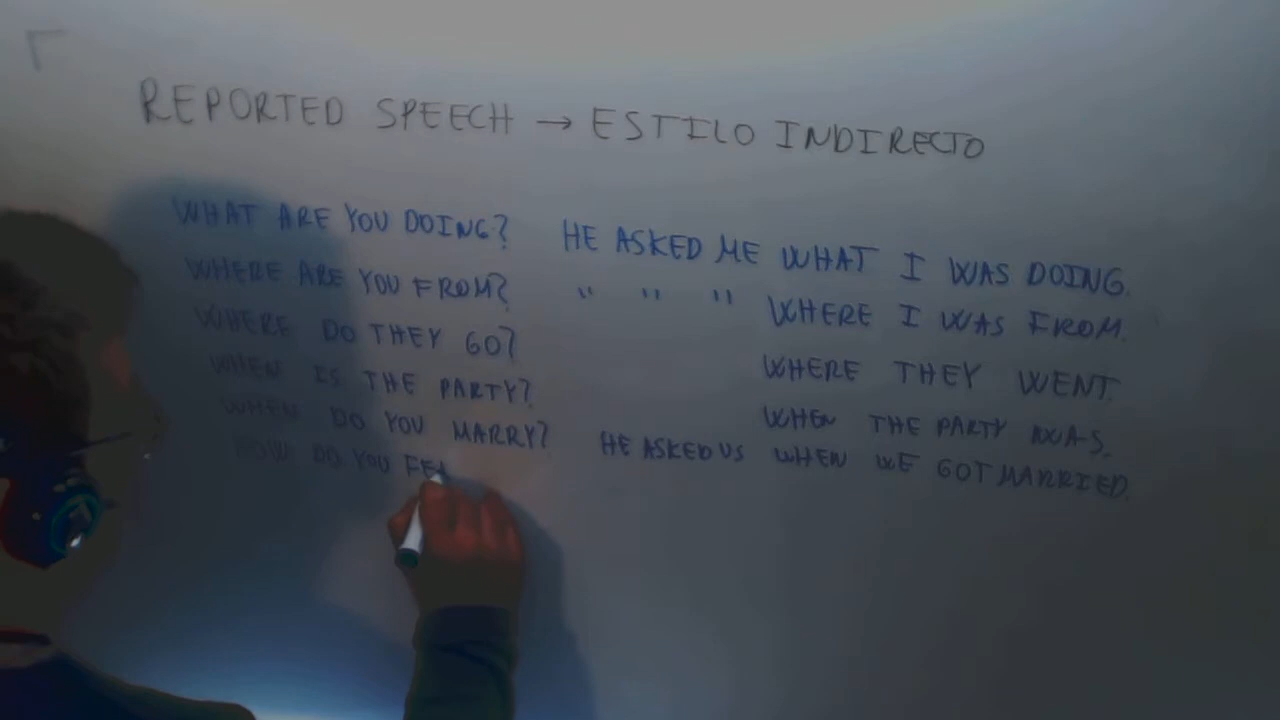 REPORTED SPEECH → ESTILO INDIRECTO
WHAT ARE YOU DOING? HE ASKED ME WHAT I WAS DOING.
WHERE ARE YOU FROM? " " " WHERE I WAS FROM.
WHERE DO THEY GO? WHERE THEY WENT.
WHEN IS THE PARTY? WHEN THE PARTY WAS.
WHEN DO YOU MARRY? HE ASKED US WHEN WE GOT MARRIED.
HOW DO YOU FEA